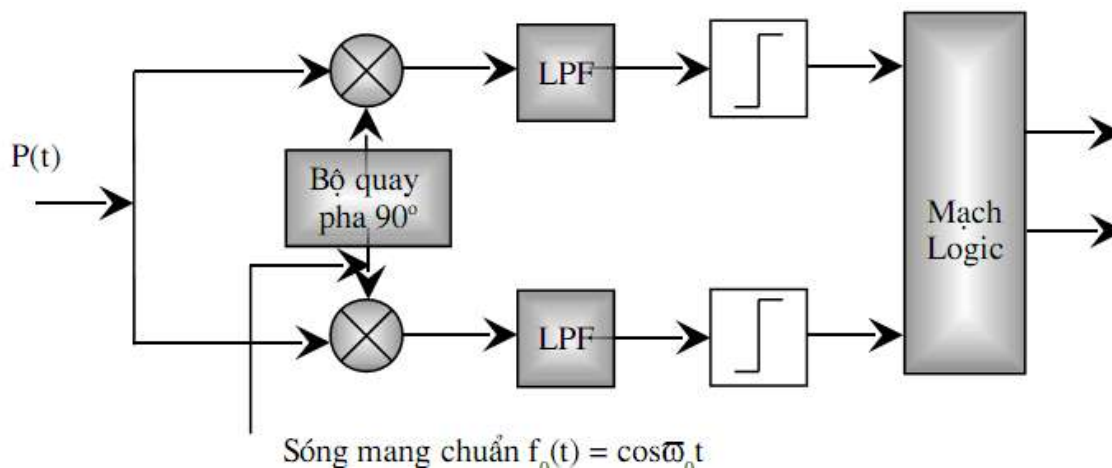 P(t)
LPF
Bộ quay
pha 90°
Mạch
Logic
LPF
Sóng mang chuẩn f₀(t) = cosϖ₀t